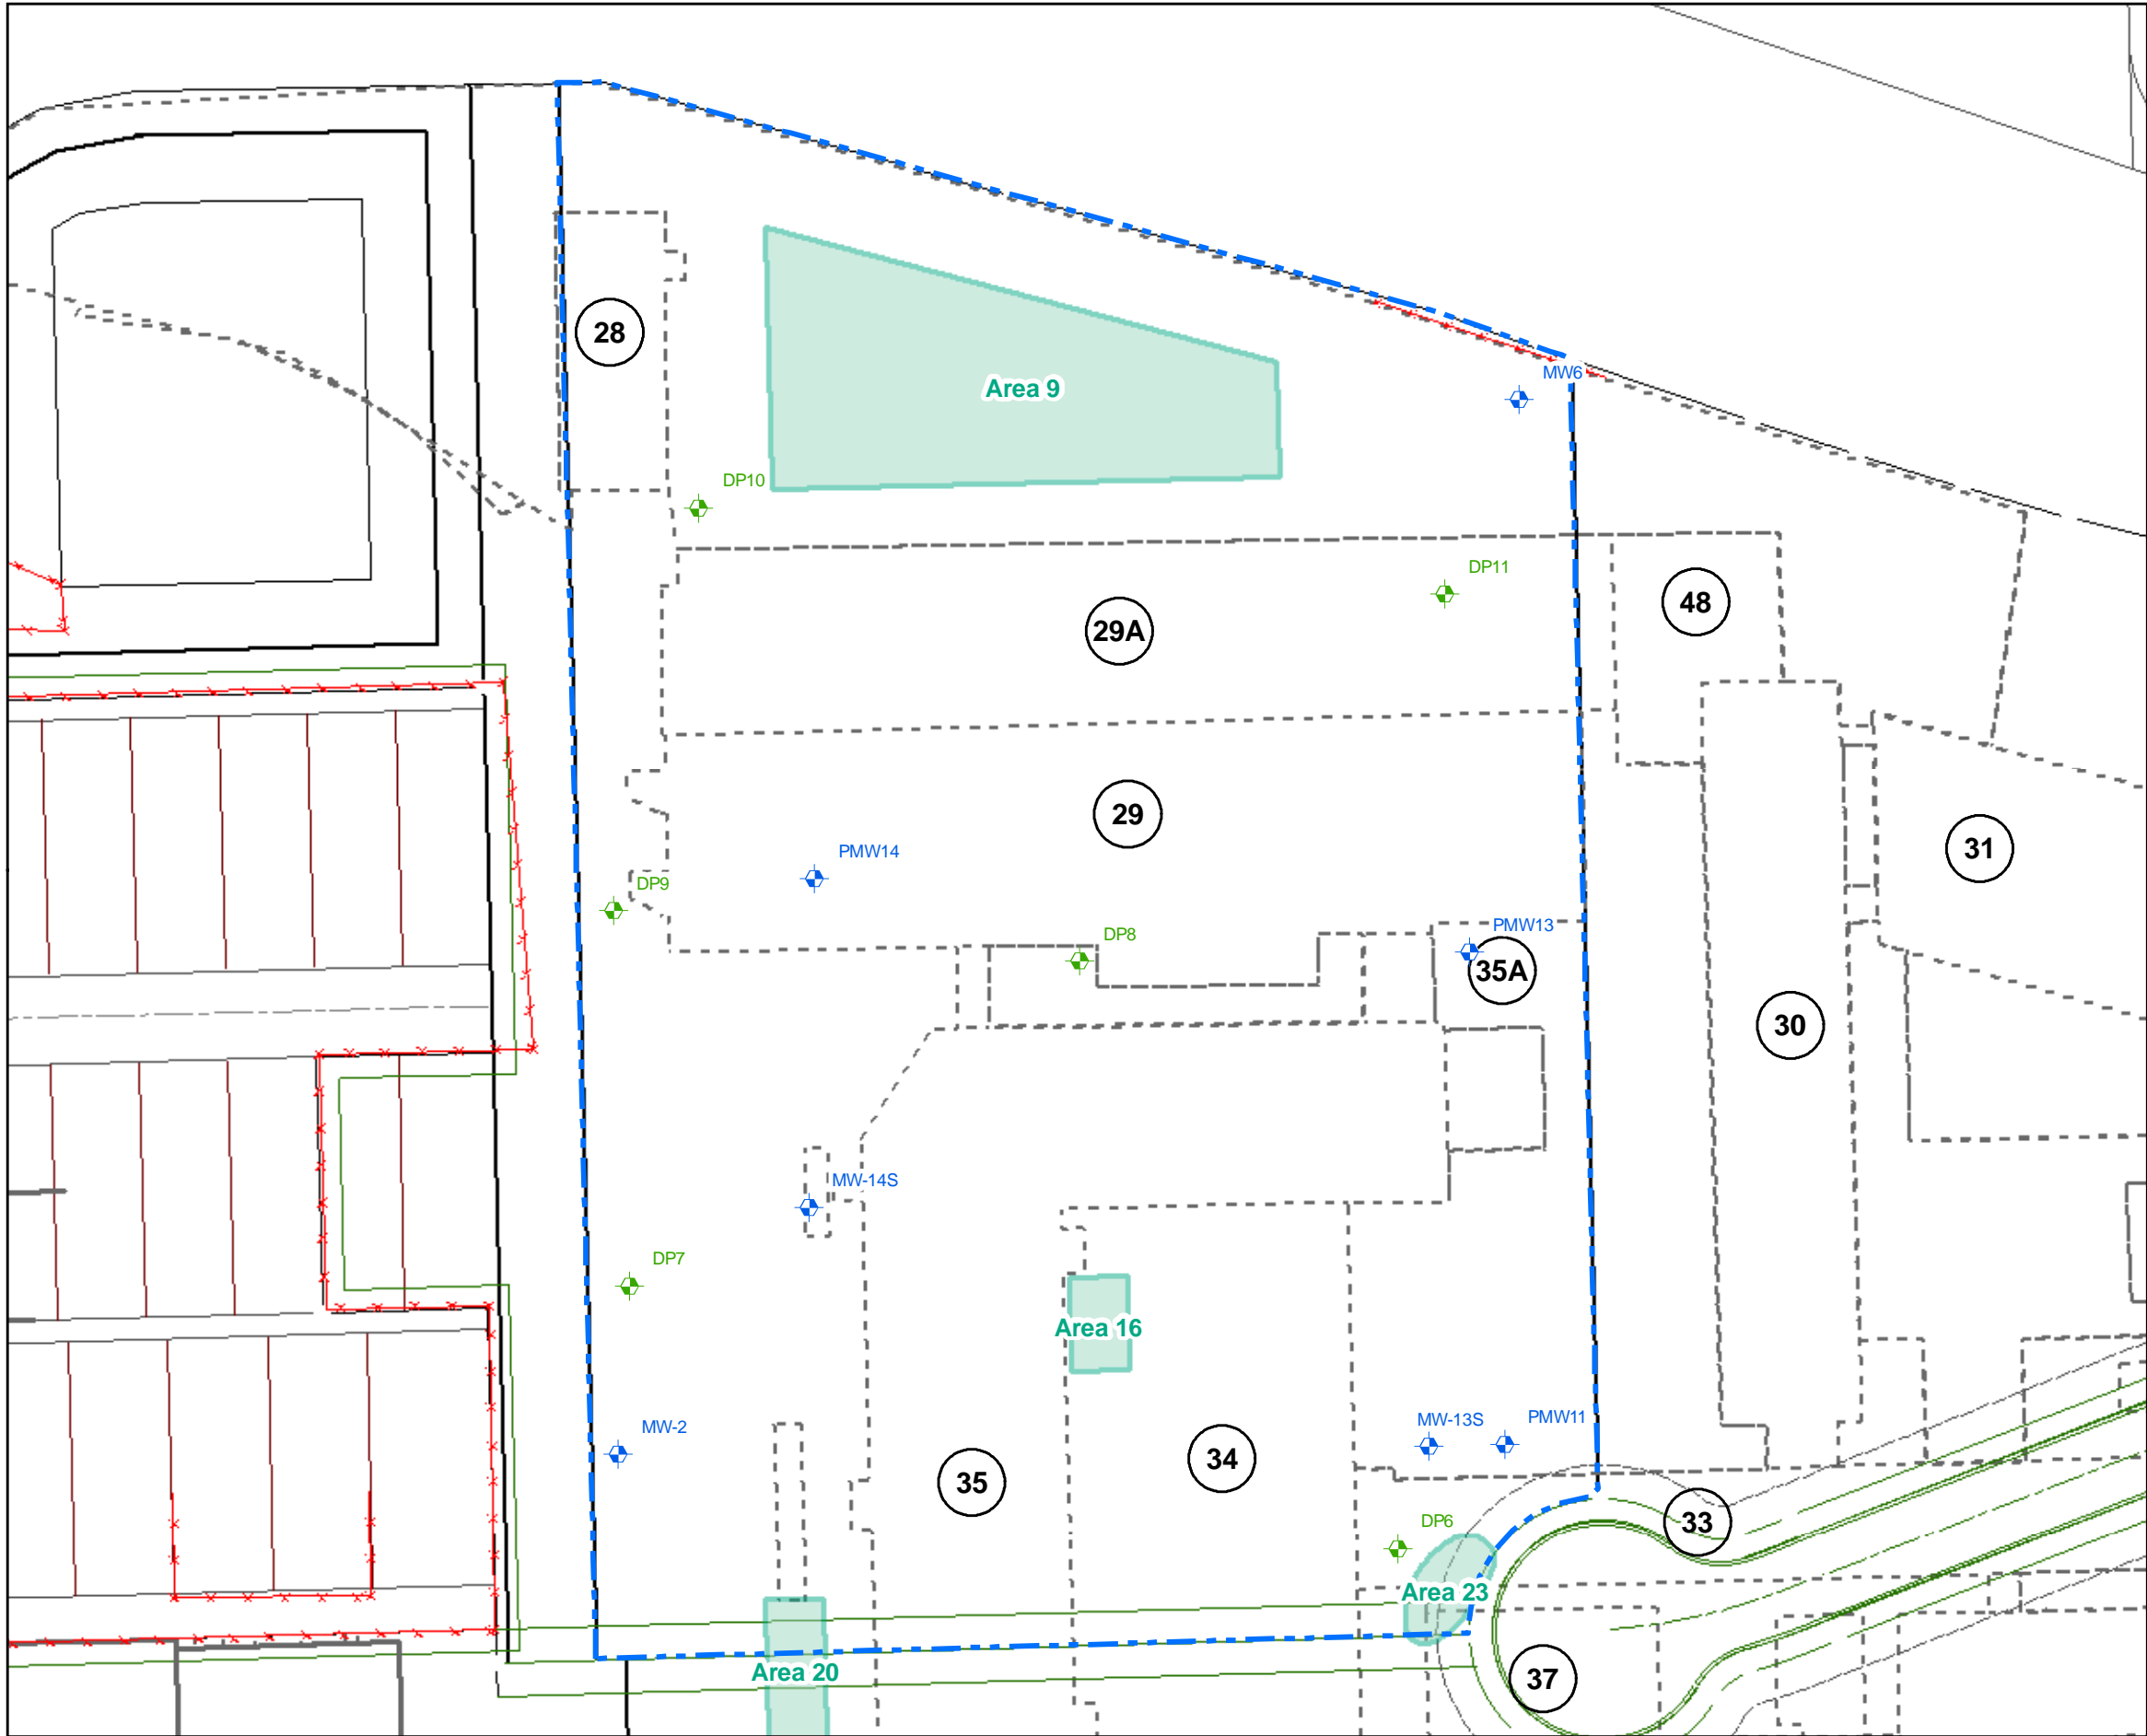 28
Area 9
MW6
DP10
DP11
48
29A
29
31
PMW14
DP9
PMW13
DP8
35A
30
MW-14S
DP7
Area 16
MW-2
MW-13S
PMW11
34
35
DP6
33
Area 23
Area 20
37